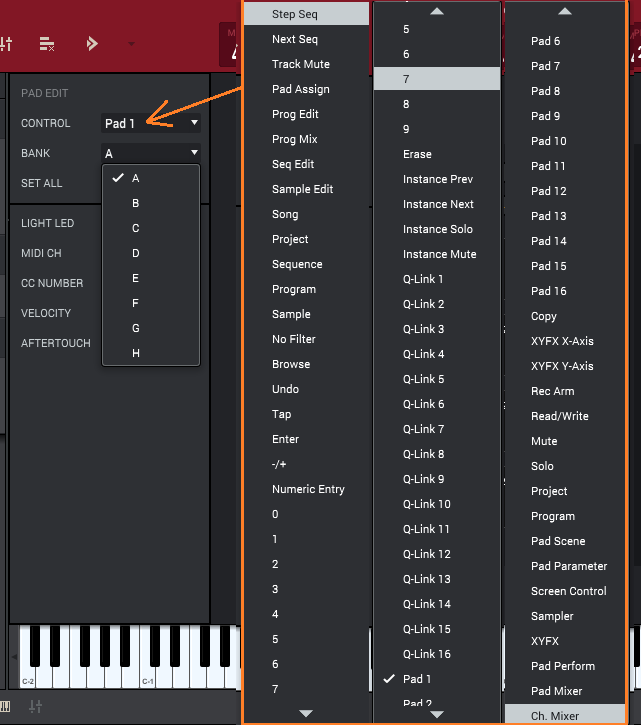 PAD EDIT
CONTROL Pad 1
BANK A
SET ALL
LIGHT LED
MIDI CH
CC NUMBER
VELOCITY
AFTERTOUCH
A
B
C
D
E
F
G
H
C-2
C-1
Step Seq
Next Seq
Track Mute
Pad Assign
Prog Edit
Prog Mix
Seq Edit
Sample Edit
Song
Project
Sequence
Program
Sample
No Filter
Browse
Undo
Tap
Enter
-/+
Numeric Entry
0
1
2
3
4
5
6
7
5
6
7
8
9
Erase
Instance Prev
Instance Next
Instance Solo
Instance Mute
Q-Link 1
Q-Link 2
Q-Link 3
Q-Link 4
Q-Link 5
Q-Link 6
Q-Link 7
Q-Link 8
Q-Link 9
Q-Link 10
Q-Link 11
Q-Link 12
Q-Link 13
Q-Link 14
Q-Link 15
Q-Link 16
Pad 1
Pad 2
Pad 6
Pad 7
Pad 8
Pad 9
Pad 10
Pad 11
Pad 12
Pad 13
Pad 14
Pad 15
Pad 16
Copy
XYFX X-Axis
XYFX Y-Axis
Rec Arm
Read/Write
Mute
Solo
Project
Program
Pad Scene
Pad Parameter
Screen Control
Sampler
XYFX
Pad Perform
Pad Mixer
Ch. Mixer